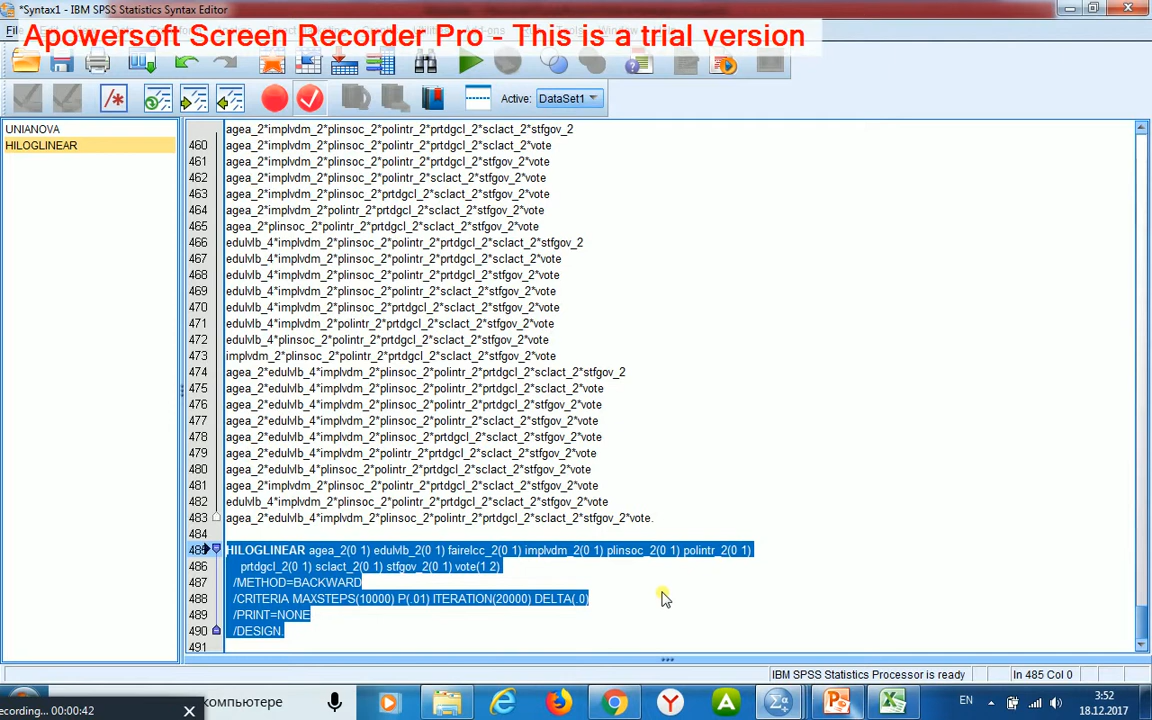 *Syntax1 - IBM SPSS Statistics Syntax Editor
Apowersoft Screen Recorder Pro - This is a trial version
Active: DataSet1
UNIANOVA
HILOGLINEAR
agea_2*implvdm_2*plinsoc_2*polintr_2*prtdgcl_2*sclact_2*stfgov_2
460 agea_2*implvdm_2*plinsoc_2*polintr_2*prtdgcl_2*sclact_2*vote
461 agea_2*implvdm_2*plinsoc_2*polintr_2*prtdgcl_2*stfgov_2*vote
462 agea_2*implvdm_2*plinsoc_2*polintr_2*sclact_2*stfgov_2*vote
463 agea_2*implvdm_2*plinsoc_2*prtdgcl_2*sclact_2*stfgov_2*vote
464 agea_2*implvdm_2*polintr_2*prtdgcl_2*sclact_2*stfgov_2*vote
465 agea_2*plinsoc_2*polintr_2*prtdgcl_2*sclact_2*stfgov_2*vote
466 edulvlb_4*implvdm_2*plinsoc_2*polintr_2*prtdgcl_2*sclact_2*stfgov_2
467 edulvlb_4*implvdm_2*plinsoc_2*polintr_2*prtdgcl_2*sclact_2*vote
468 edulvlb_4*implvdm_2*plinsoc_2*polintr_2*prtdgcl_2*stfgov_2*vote
469 edulvlb_4*implvdm_2*plinsoc_2*polintr_2*sclact_2*stfgov_2*vote
470 edulvlb_4*implvdm_2*plinsoc_2*prtdgcl_2*sclact_2*stfgov_2*vote
471 edulvlb_4*implvdm_2*polintr_2*prtdgcl_2*sclact_2*stfgov_2*vote
472 edulvlb_4*plinsoc_2*polintr_2*prtdgcl_2*sclact_2*stfgov_2*vote
473 implvdm_2*plinsoc_2*polintr_2*prtdgcl_2*sclact_2*stfgov_2*vote
474 agea_2*edulvlb_4*implvdm_2*plinsoc_2*polintr_2*prtdgcl_2*sclact_2*stfgov_2
475 agea_2*edulvlb_4*implvdm_2*plinsoc_2*polintr_2*prtdgcl_2*sclact_2*vote
476 agea_2*edulvlb_4*implvdm_2*plinsoc_2*polintr_2*prtdgcl_2*stfgov_2*vote
477 agea_2*edulvlb_4*implvdm_2*plinsoc_2*polintr_2*sclact_2*stfgov_2*vote
478 agea_2*edulvlb_4*implvdm_2*plinsoc_2*prtdgcl_2*sclact_2*stfgov_2*vote
479 agea_2*edulvlb_4*implvdm_2*polintr_2*prtdgcl_2*sclact_2*stfgov_2*vote
480 agea_2*edulvlb_4*plinsoc_2*polintr_2*prtdgcl_2*sclact_2*stfgov_2*vote
481 agea_2*implvdm_2*plinsoc_2*polintr_2*prtdgcl_2*sclact_2*stfgov_2*vote
482 edulvlb_4*implvdm_2*plinsoc_2*polintr_2*prtdgcl_2*sclact_2*stfgov_2*vote
483 agea_2*edulvlb_4*implvdm_2*plinsoc_2*polintr_2*prtdgcl_2*sclact_2*stfgov_2*vote.
484
485 HILOGLINEAR agea_2(0 1) edulvlb_2(0 1) fairelcc_2(0 1) implvdm_2(0 1) plinsoc_2(0 1) polintr_2(0 1)
486 prtdgcl_2(0 1) sclact_2(0 1) stfgov_2(0 1) vote(1 2)
487 /METHOD=BACKWARD
488 /CRITERIA MAXSTEPS(10000) P(.01) ITERATION(20000) DELTA(.0)
489 /PRINT=NONE
490 /DESIGN.
491
IBM SPSS Statistics Processor is ready
In 485 Col 0
ecording... 00:00:42
компьютере
EN
3:52
18.12.2017